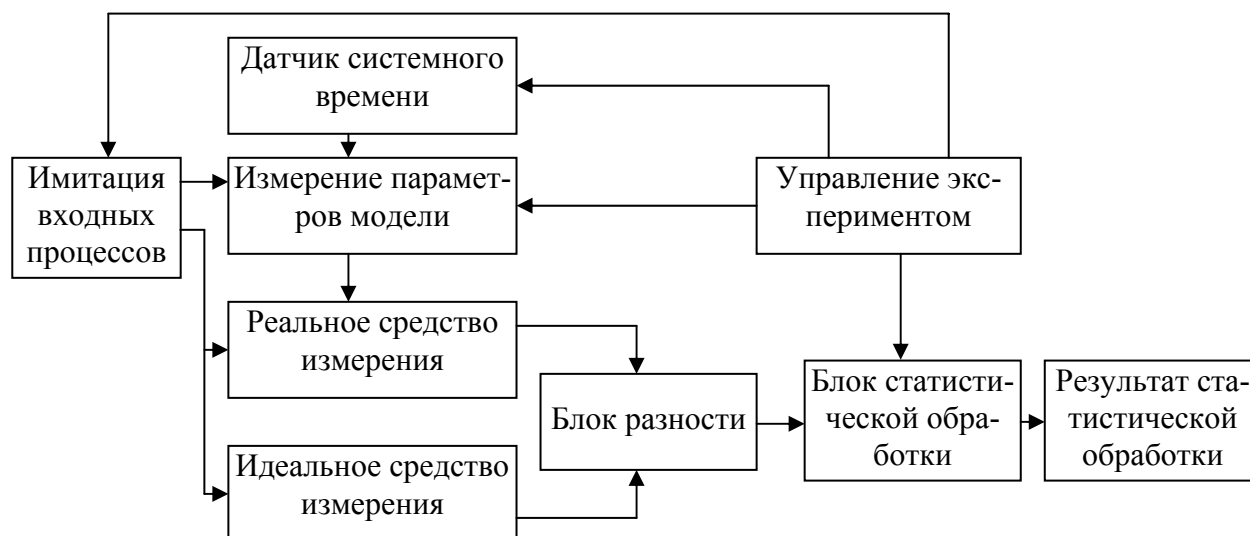 Датчик системного
времени
Имитация
входных
процессов
Измерение парамет-
ров модели
Управление экс-
периментом
Реальное средство
измерения
Блок разности
Блок статисти-
ческой обра-
ботки
Результат ста-
тистической
обработки
Идеальное средство
измерения